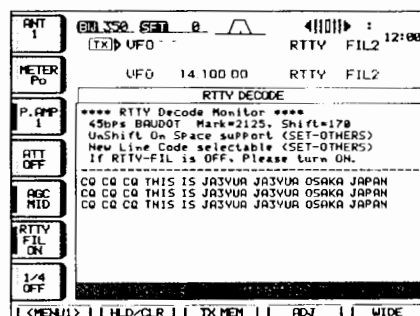 ANT 1
BW 350 SFT 0 12:00
TX VFO RTTY FIL2
METER Po
VFO 14.100 00 RTTY FIL2
RTTY DECODE
P.AMP 1
**** RTTY Decode Monitor ****
45bps BAUDOT Mark=2125, Shift=170
UnShift On Space support (SET-OTHERS)
New Line Code selectable (SET-OTHERS)
If RTTY-FIL is OFF, Please turn ON.
ATT OFF
AGC MID
CQ CQ CQ THIS IS JA3YUA JA3YUA OSAKA JAPAN
CQ CQ CQ THIS IS JA3YUA JA3YUA OSAKA JAPAN
CQ CQ CQ THIS IS JA3YUA JA3YUA OSAKA JAPAN
RTTY FIL ON
1/4 OFF
<MENU1> HLD/CLR TX MEM ADJ WIDE